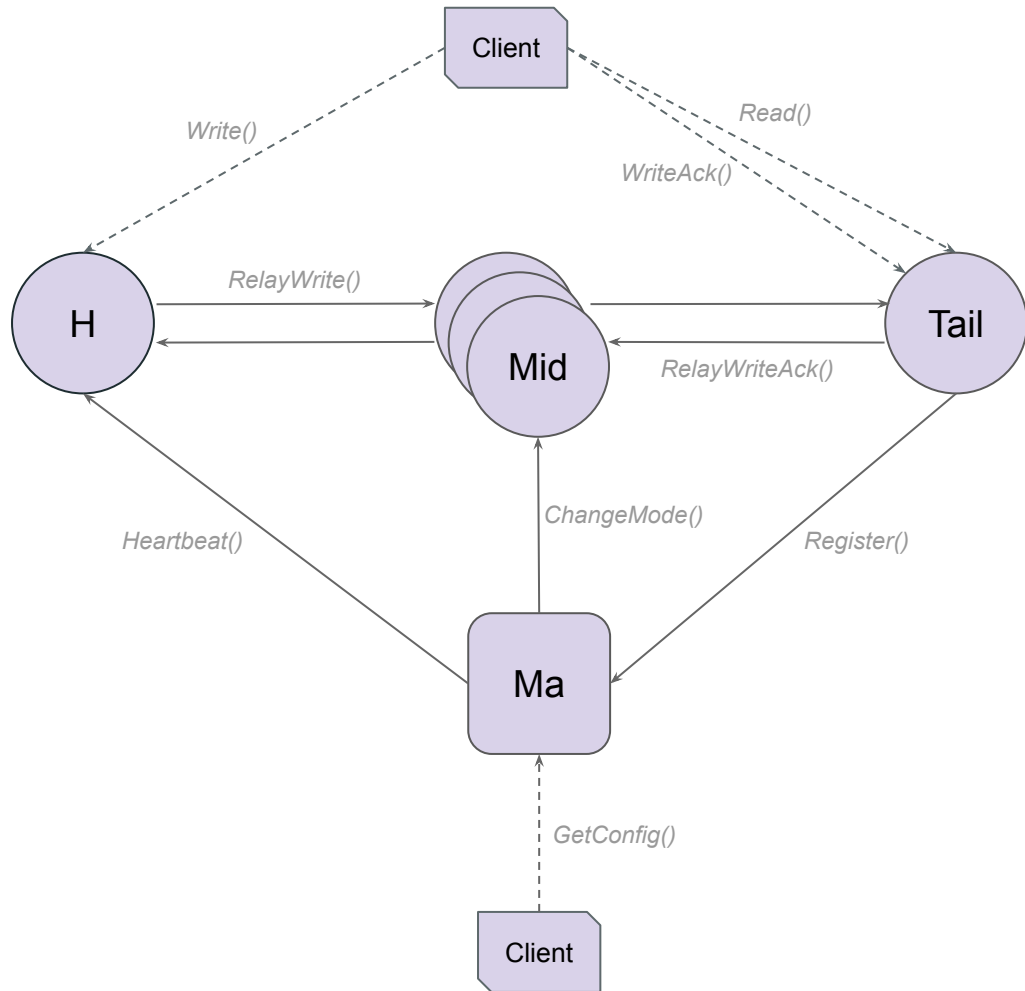 Client
Read()
Write()
WriteAck()
RelayWrite()
H
Tail
Mid
RelayWriteAck()
ChangeMode()
Heartbeat()
Register()
Ma
GetConfig()
Client